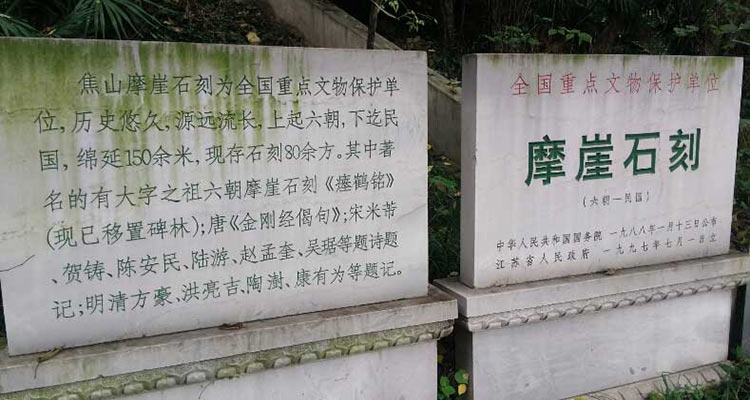 焦山摩崖石刻为全国重点文物保护单
位,历史悠久,源远流长,上起六朝,下迄民
国,绵延150余米,现存石刻80余方。其中著
名的有大字之祖六朝摩崖石刻《瘗鹤铭》
(现已移置碑林);唐《金刚经偈句》;宋米芾
、贺铸、陈安民、陆游、赵孟奎、吴琚等题诗题
记;明清方豪、洪亮吉、陶澍、康有为等题记。
全国重点文物保护单位
摩崖石刻
(六朝—民国)
中华人民共和国国务院 一九八八年一月十三日公布
江苏省人民政府 一九九七年七月一日立